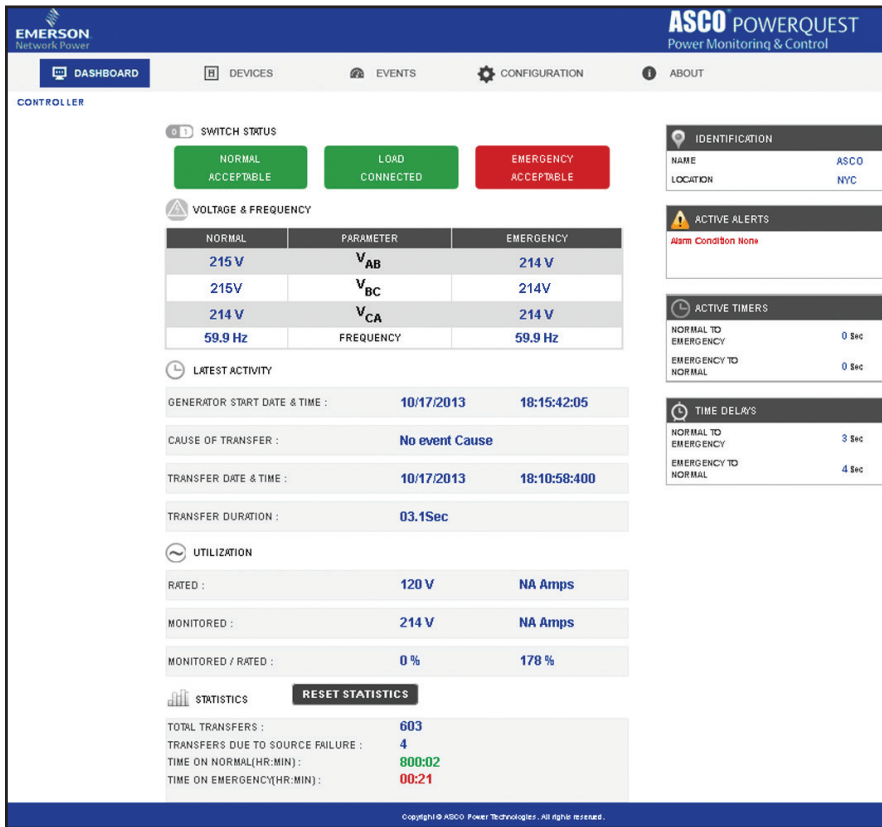 EMERSON
Network Power
ASCO POWERQUEST
Power Monitoring & Control
DASHBOARD DEVICES EVENTS CONFIGURATION ABOUT
CONTROLLER
0 1 SWITCH STATUS
NORMAL ACCEPTABLE
LOAD CONNECTED
EMERGENCY ACCEPTABLE
VOLTAGE & FREQUENCY
NORMAL PARAMETER EMERGENCY
215 V VAB 214 V
215V VBC 214V
214 V VCA 214 V
59.9 Hz FREQUENCY 59.9 Hz
LATEST ACTIVITY
GENERATOR START DATE & TIME : 10/17/2013 18:15:42:05
CAUSE OF TRANSFER : No event Cause
TRANSFER DATE & TIME : 10/17/2013 18:10:58:400
TRANSFER DURATION : 03.1Sec
UTILIZATION
RATED : 120 V NA Amps
MONITORED : 214 V NA Amps
MONITORED / RATED : 0 % 178 %
STATISTICS RESET STATISTICS
TOTAL TRANSFERS : 603
TRANSFERS DUE TO SOURCE FAILURE : 4
TIME ON NORMAL(HR:MIN) : 800:02
TIME ON EMERGENCY(HR:MIN) : 00:21
IDENTIFICATION
NAME ASCO
LOCATION NYC
ACTIVE ALERTS
Alarm Condition None
ACTIVE TIMERS
NORMAL TO
EMERGENCY 0 Sec
EMERGENCY TO
NORMAL 0 Sec
TIME DELAYS
NORMAL TO
EMERGENCY 3 Sec
EMERGENCY TO
NORMAL 4 Sec
Copyright © ASCO Power Technologies. All rights reserved.